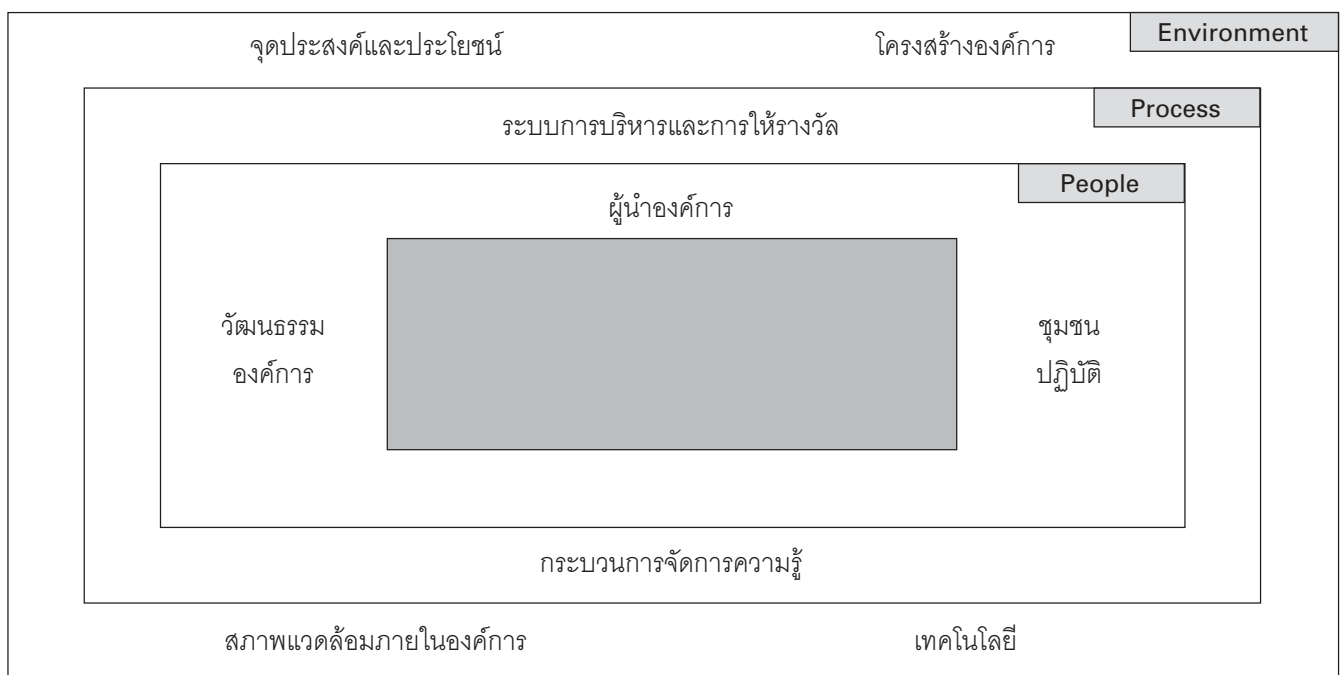 จุดประสงค์และประโยชน์
โครงสร้างองค์การ
Environment
ระบบการบริหารและการให้รางวัล
Process
ผู้นำองค์การ
People
วัฒนธรรม
องค์การ
ชุมชน
ปฏิบัติ
กระบวนการจัดการความรู้
สภาพแวดล้อมภายในองค์การ
เทคโนโลยี